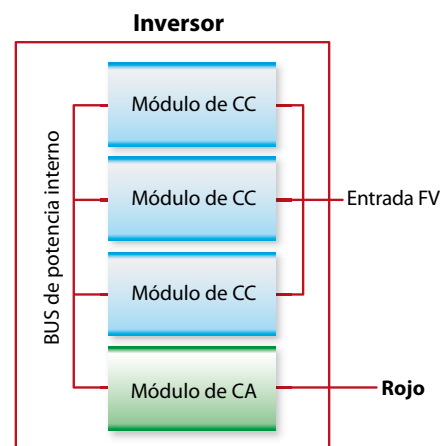 Inversor
Módulo de CC
Módulo de CC
Entrada FV
Módulo de CC
Módulo de CA
Rojo
BUS de potencia interno